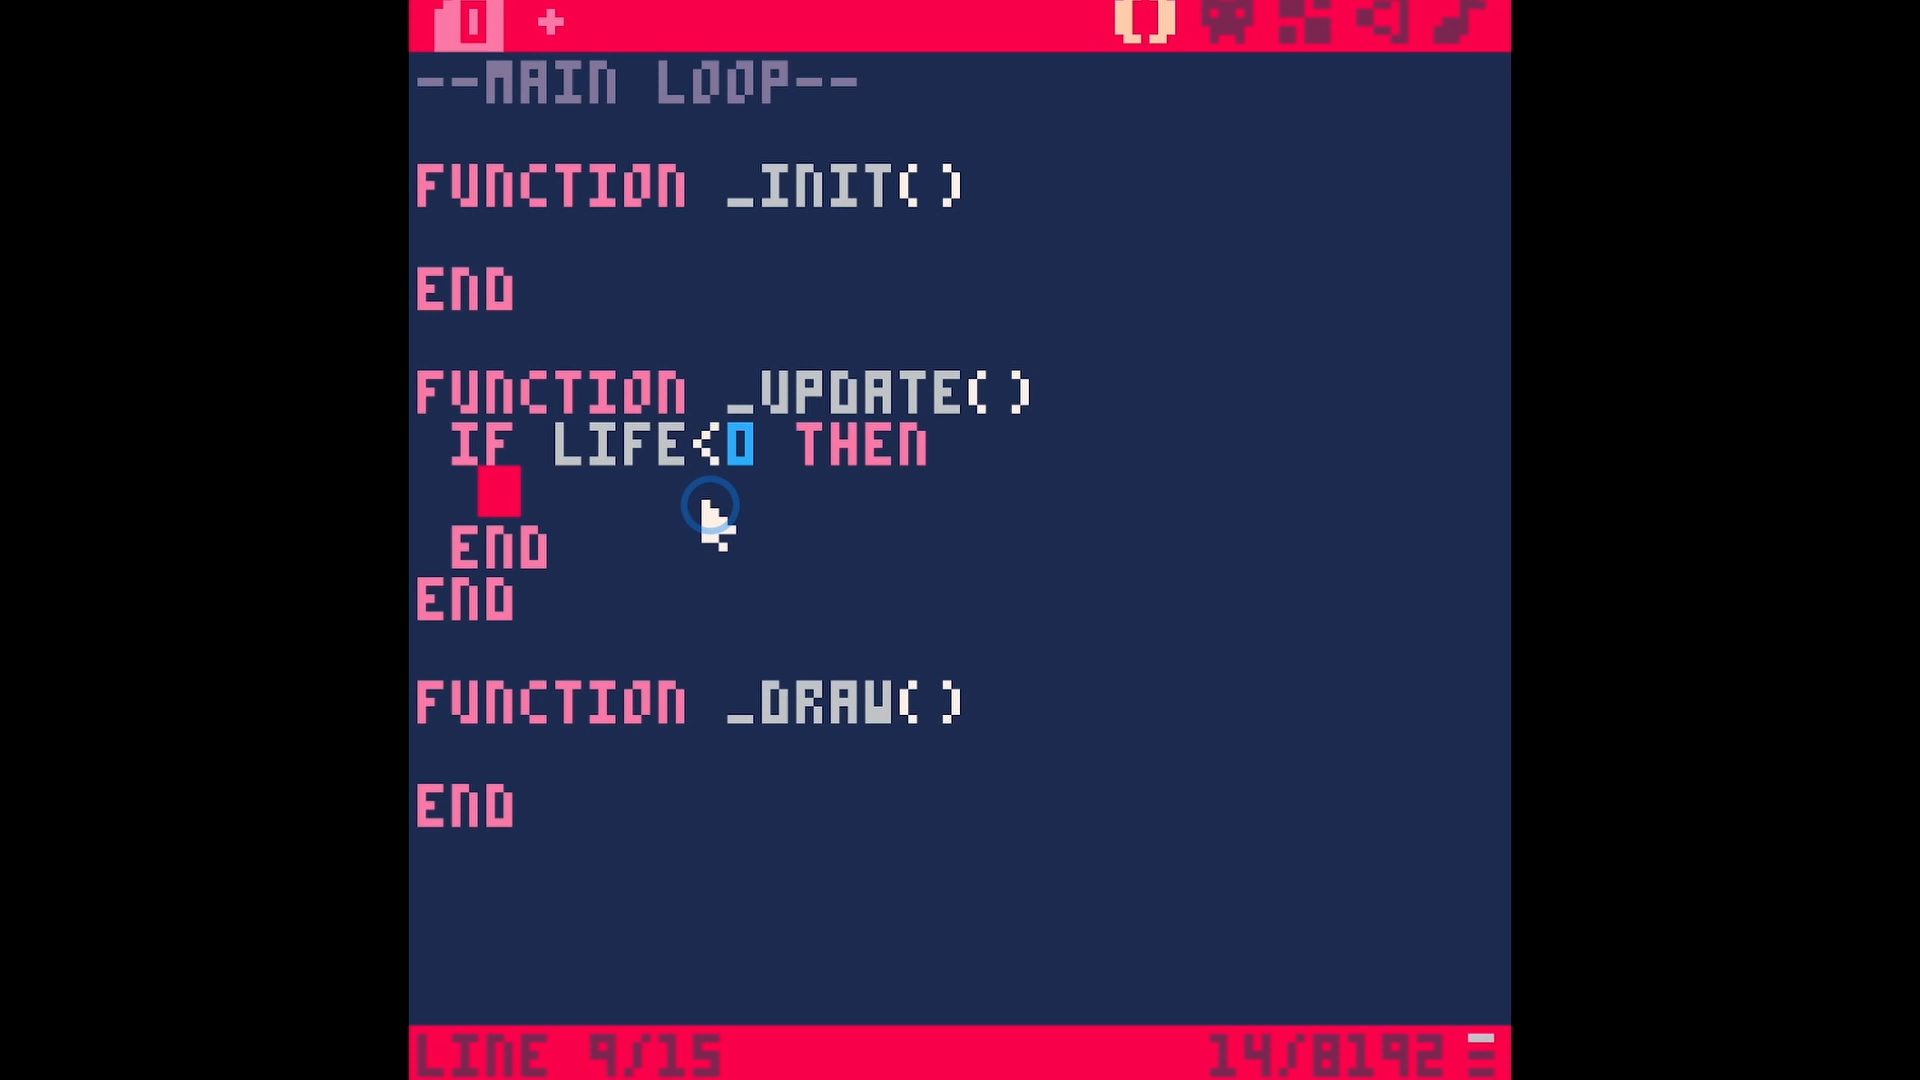 0 +
--MAIN LOOP--
FUNCTION _INIT()
END
FUNCTION _UPDATE()
IF LIFE<0 THEN
END
END
FUNCTION _DRAW()
END
LINE 9/15 14/8192